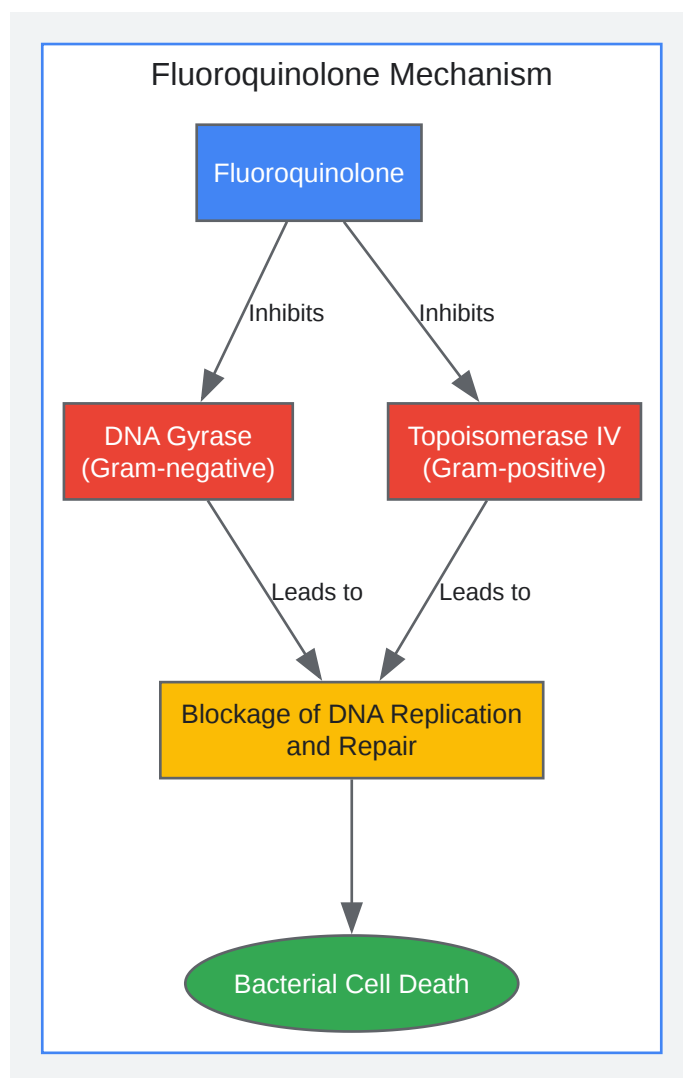 Fluoroquinolone Mechanism
Fluoroquinolone
Inhibits
Inhibits
DNA Gyrase
(Gram-negative)
Topoisomerase IV
(Gram-positive)
Leads to
Leads to
Blockage of DNA Replication
and Repair
Bacterial Cell Death